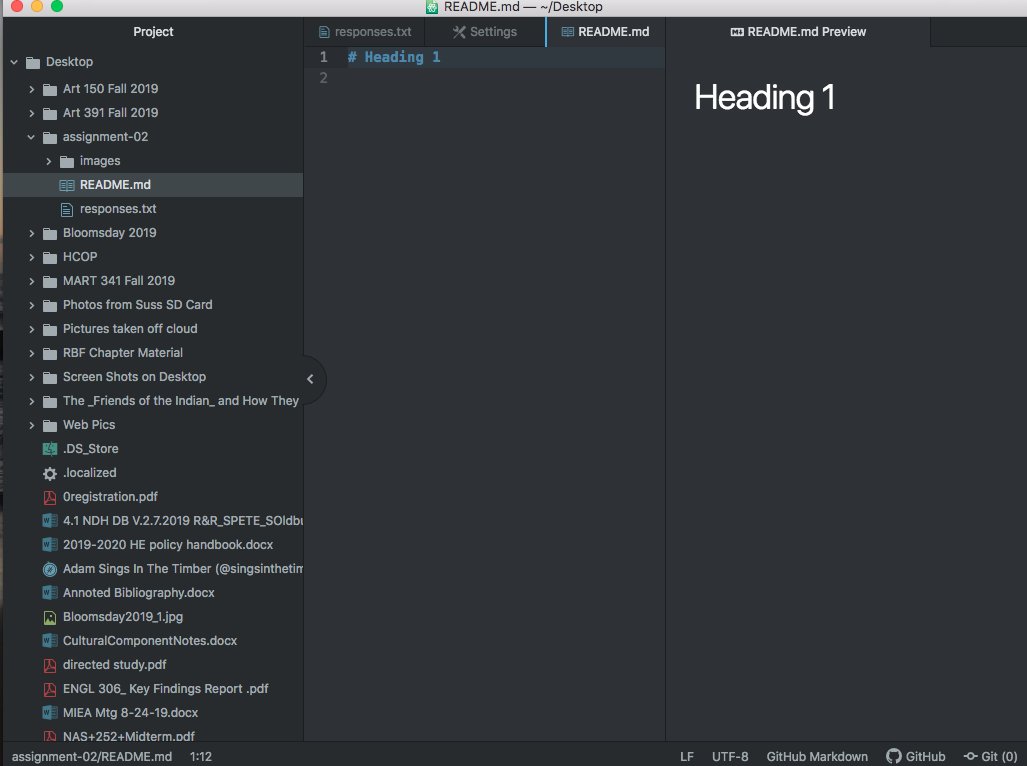 README.md — ~/Desktop
Project
responses.txt
Settings
README.md
README.md Preview
Desktop
Art 150 Fall 2019
Art 391 Fall 2019
assignment-02
images
README.md
responses.txt
Bloomsday 2019
HCOP
MART 341 Fall 2019
Photos from Suss SD Card
Pictures taken off cloud
RBF Chapter Material
Screen Shots on Desktop
The _Friends of the Indian_ and How They
Web Pics
.DS_Store
.localized
0registration.pdf
4.1 NDH DB V.2.7.2019 R&R_SPETE_SOldbu
2019-2020 HE policy handbook.docx
Adam Sings In The Timber (@singsinthetim
Annoted Bibliography.docx
Bloomsday2019_1.jpg
CulturalComponentNotes.docx
directed study.pdf
ENGL 306_ Key Findings Report .pdf
MIEA Mtg 8-24-19.docx
NAS+252+Midterm.pdf
1 # Heading 1
2
Heading 1
assignment-02/README.md 1:12
LF UTF-8 GitHub Markdown GitHub Git (0)